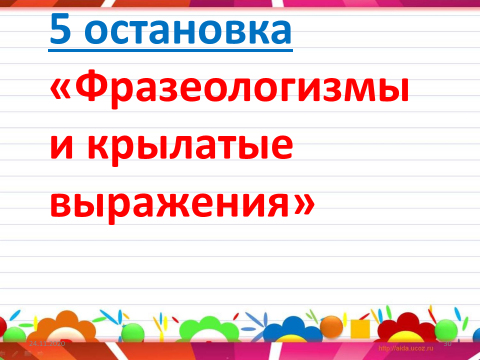 5 остановка
«Фразеологизмы
и крылатые
выражения»